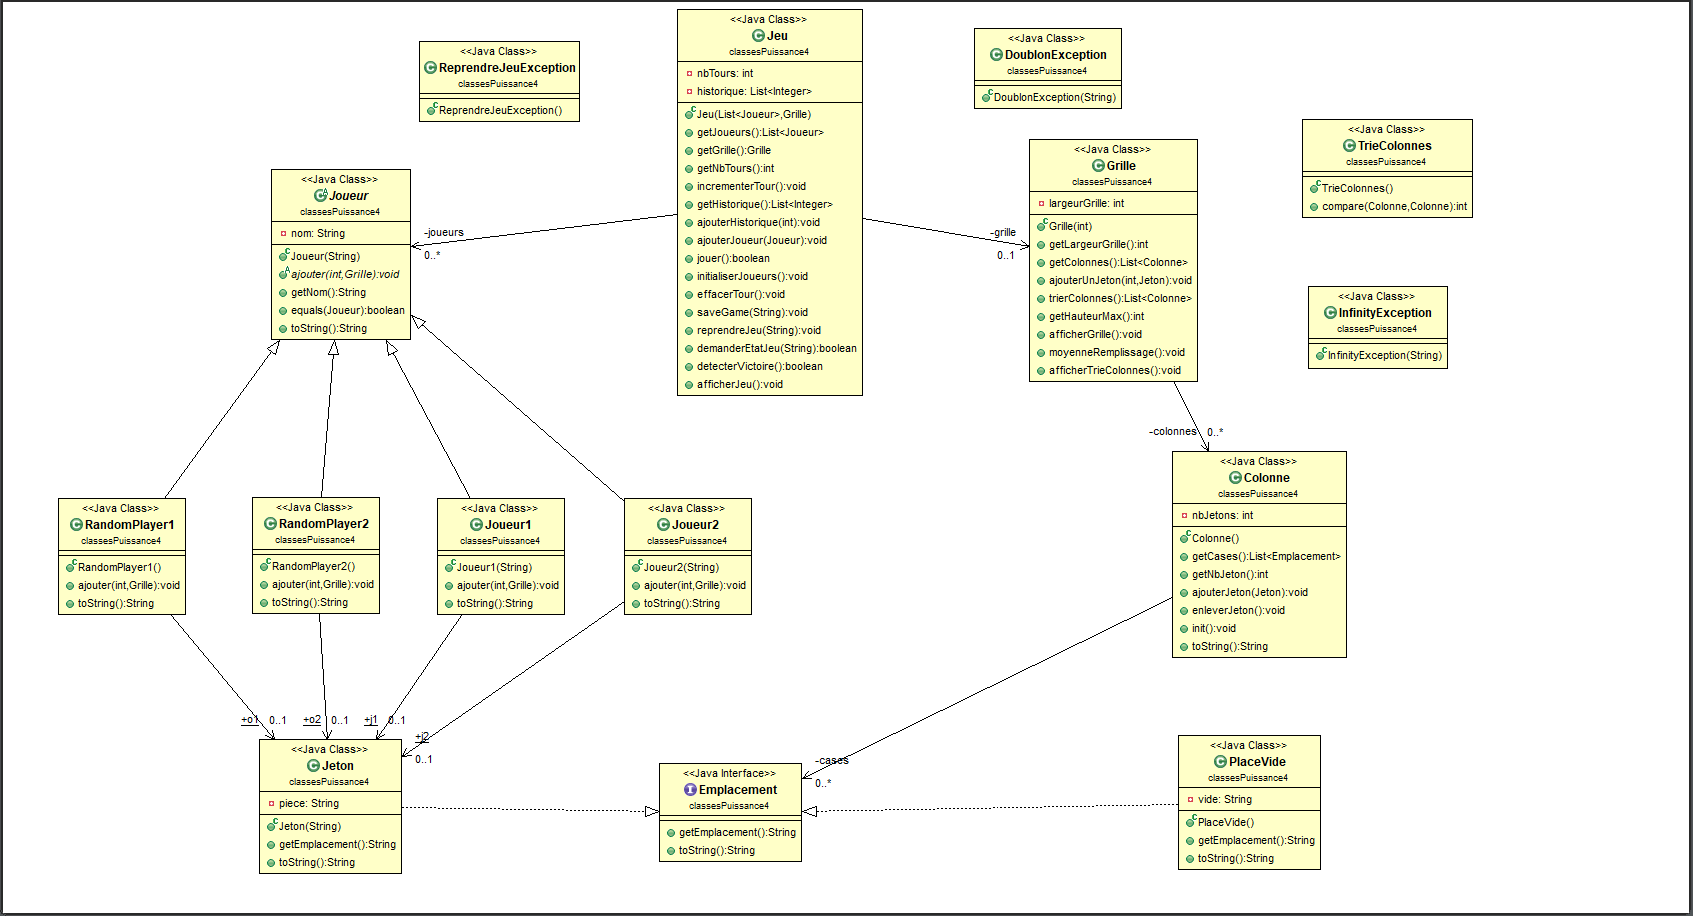 <<Java Class>>
ReprendreJeuException
classesPuissance4
ReprendreJeuException()
<<Java Class>>
Jeu
classesPuissance4
nbTours: int
historique: List<Integer>
Jeu(List<Joueur>,Grille)
getJoueurs():List<Joueur>
getGrille():Grille
getNbTours():int
incrementerTour():void
getHistorique():List<Integer>
ajouterHistorique(int):void
ajouterJoueur(Joueur):void
jouer():boolean
initialiserJoueurs():void
effacerTour():void
saveGame(String):void
reprendreJeu(String):void
demanderEtatJeu(String):boolean
detecterVictoire():boolean
afficherJeu():void
<<Java Class>>
DoublonException
classesPuissance4
DoublonException(String)
<<Java Class>>
TrieColonnes
classesPuissance4
TrieColonnes()
compare(Colonne,Colonne):int
<<Java Class>>
Grille
classesPuissance4
largeurGrille: int
Grille(int)
getLargeurGrille():int
getColonnes():List<Colonne>
ajouterUnJeton(int,Jeton):void
trierColonnes():List<Colonne>
getHauteurMax():int
afficherGrille():void
moyenneRemplissage():void
afficherTrieColonnes():void
<<Java Class>>
Joueur
classesPuissance4
nom: String
Joueur(String)
ajouter(int,Grille):void
getNom():String
equals(Joueur):boolean
toString():String
-joueurs
0..*
-grille
0..1
<<Java Class>>
InfinityException
classesPuissance4
InfinityException(String)
-colonnes 0..*
<<Java Class>>
Colonne
classesPuissance4
nbJetons: int
Colonne()
getCases():List<Emplacement>
getNbJeton():int
ajouterJeton(Jeton):void
enleverJeton():void
init():void
toString():String
<<Java Class>>
RandomPlayer1
classesPuissance4
RandomPlayer1()
ajouter(int,Grille):void
toString():String
<<Java Class>>
RandomPlayer2
classesPuissance4
RandomPlayer2()
ajouter(int,Grille):void
toString():String
<<Java Class>>
Joueur1
classesPuissance4
Joueur1(String)
ajouter(int,Grille):void
toString():String
<<Java Class>>
Joueur2
classesPuissance4
Joueur2(String)
ajouter(int,Grille):void
toString():String
+o1 0..1
+o2 0..1
+j1 0..1
+j2
0..1
<<Java Class>>
Jeton
classesPuissance4
piece: String
Jeton(String)
getEmplacement():String
toString():String
-cases
0..*
<<Java Interface>>
Emplacement
classesPuissance4
getEmplacement():String
toString():String
<<Java Class>>
PlaceVide
classesPuissance4
vide: String
PlaceVide()
getEmplacement():String
toString():String